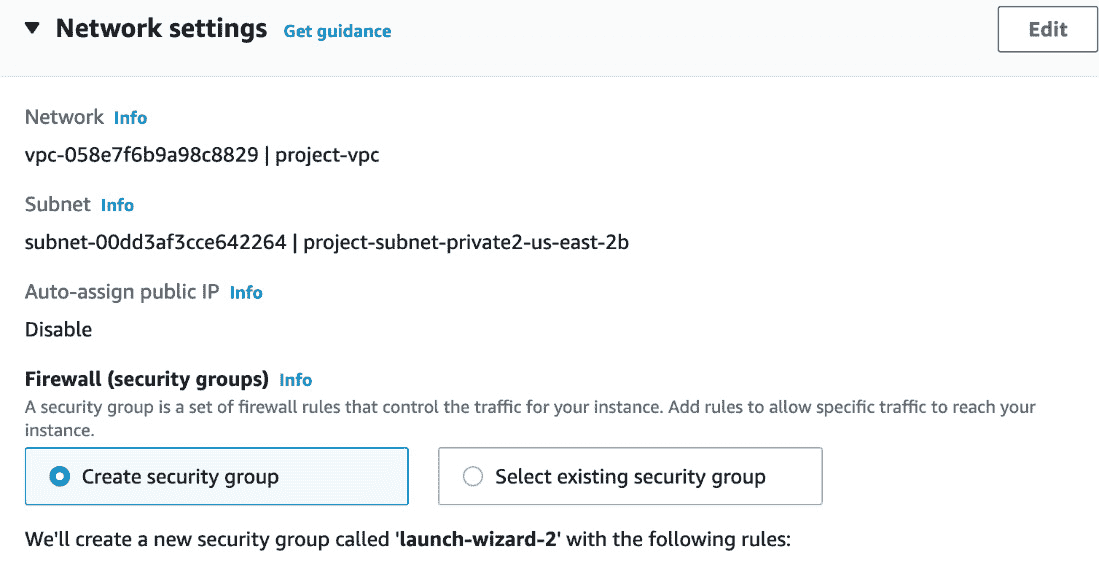 Network settings Get guidance Edit
Network Info
vpc-058e7f6b9a98c8829 | project-vpc
Subnet Info
subnet-00dd3af3cce642264 | project-subnet-private2-us-east-2b
Auto-assign public IP Info
Disable
Firewall (security groups) Info
A security group is a set of firewall rules that control the traffic for your instance. Add rules to allow specific traffic to reach your
instance.
Create security group Select existing security group
We'll create a new security group called 'launch-wizard-2' with the following rules: